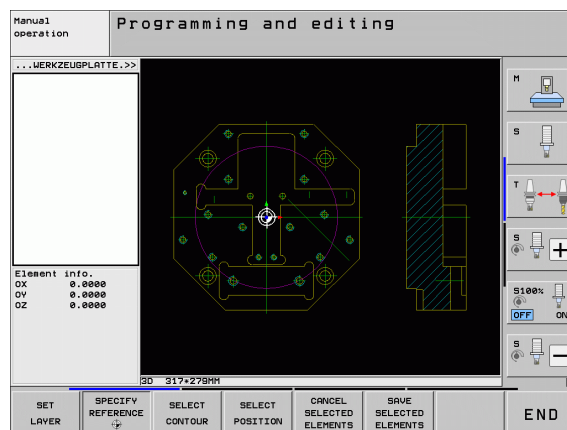 Manual
operation
Programming and editing
...WERKZEUGPLATTE.>>
M
S
T
S
S100%
OFF ON
S
Element info.
OX 0.0000
OY 0.0000
OZ 0.0000
3D 317*279MM
SET
LAYER
SPECIFY
REFERENCE
SELECT
CONTOUR
SELECT
POSITION
CANCEL
SELECTED
ELEMENTS
SAVE
SELECTED
ELEMENTS
END